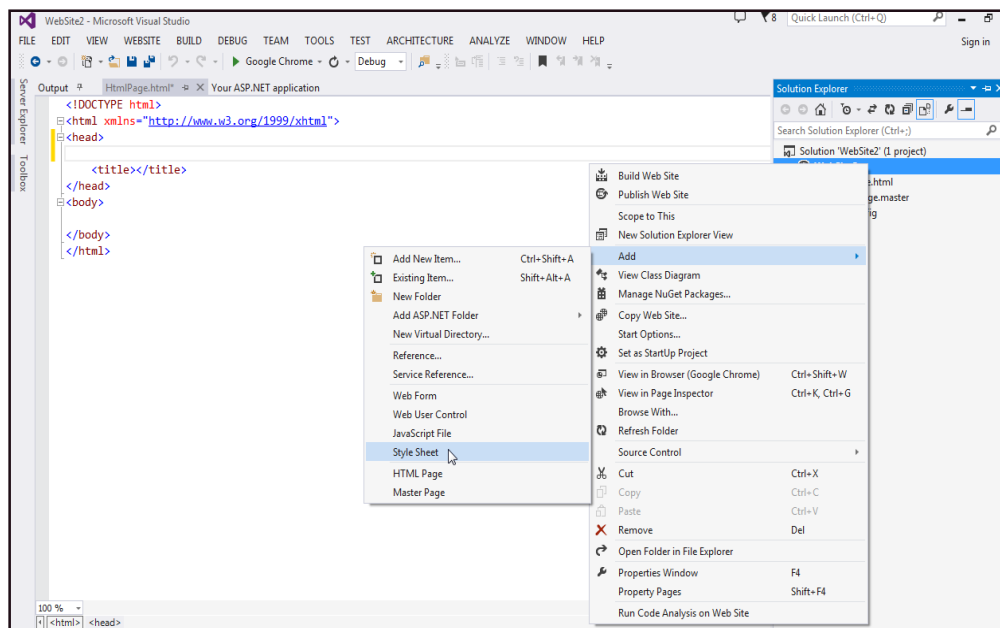 WebSite2 - Microsoft Visual Studio
8
Quick Launch (Ctrl+Q)
FILE EDIT VIEW WEBSITE BUILD DEBUG TEAM TOOLS TEST ARCHITECTURE ANALYZE WINDOW HELP
Sign in
Google Chrome
Debug
Server Explorer
Toolbox
Output
HtmlPage.html*
Your ASP.NET application
<!DOCTYPE html>
<html xmlns="http://www.w3.org/1999/xhtml">
<head>
<title></title>
</head>
<body>
</body>
</html>
Solution Explorer
Search Solution Explorer (Ctrl+;)
Solution 'WebSite2' (1 project)
.html
ge.master
ig
Build Web Site
Publish Web Site
Scope to This
New Solution Explorer View
Add
View Class Diagram
Manage NuGet Packages...
Copy Web Site...
Start Options...
Set as StartUp Project
View in Browser (Google Chrome) Ctrl+Shift+W
View in Page Inspector Ctrl+K, Ctrl+G
Browse With...
Refresh Folder
Source Control
Cut Ctrl+X
Copy Ctrl+C
Paste Ctrl+V
Remove Del
Open Folder in File Explorer
Properties Window F4
Property Pages Shift+F4
Run Code Analysis on Web Site
Add New Item... Ctrl+Shift+A
Existing Item... Shift+Alt+A
New Folder
Add ASP.NET Folder
New Virtual Directory...
Reference...
Service Reference...
Web Form
Web User Control
JavaScript File
Style Sheet
HTML Page
Master Page
100 %
<html> <head>